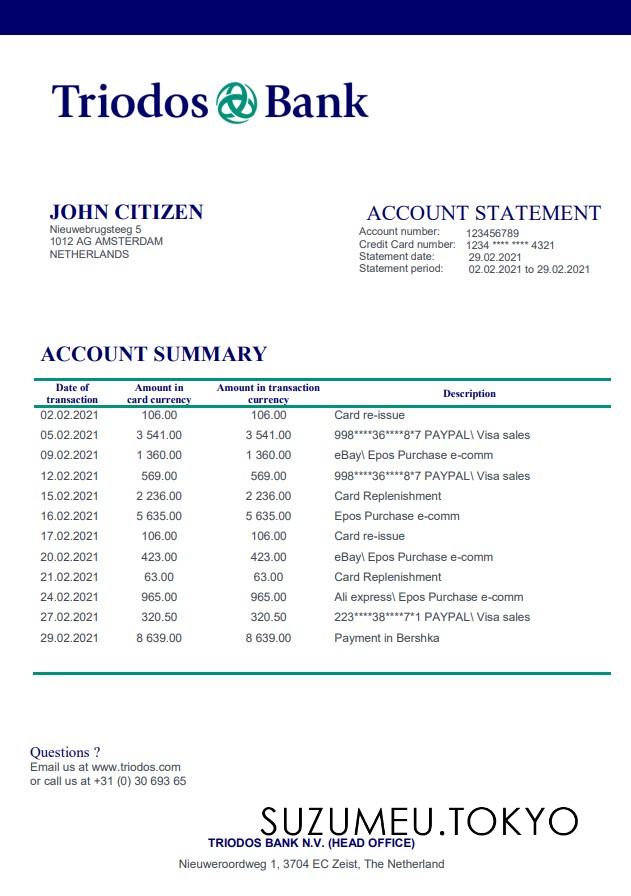 Triodos Bank
JOHN CITIZEN
Nieuwebrugsteeg 5
1012 AG AMSTERDAM
NETHERLANDS
ACCOUNT STATEMENT
Account number: 123456789
Credit Card number: 1234 **** **** 4321
Statement date: 29.02.2021
Statement period: 02.02.2021 to 29.02.2021
ACCOUNT SUMMARY
Date of transaction Amount in card currency Amount in transaction currency Description
02.02.2021 106.00 106.00 Card re-issue
05.02.2021 3 541.00 3 541.00 998****36****8*7 PAYPAL\ Visa sales
09.02.2021 1 360.00 1 360.00 eBay\ Epos Purchase e-comm
12.02.2021 569.00 569.00 998****36****8*7 PAYPAL\ Visa sales
15.02.2021 2 236.00 2 236.00 Card Replenishment
16.02.2021 5 635.00 5 635.00 Epos Purchase e-comm
17.02.2021 106.00 106.00 Card re-issue
20.02.2021 423.00 423.00 eBay\ Epos Purchase e-comm
21.02.2021 63.00 63.00 Card Replenishment
24.02.2021 965.00 965.00 Ali express\ Epos Purchase e-comm
27.02.2021 320.50 320.50 223****38****7*1 PAYPAL\ Visa sales
29.02.2021 8 639.00 8 639.00 Payment in Bershka
Questions ?
Email us at www.triodos.com
or call us at +31 (0) 30 693 65
SUZUMEU.TOKYO
TRIODOS BANK N.V. (HEAD OFFICE)
Nieuweroordweg 1, 3704 EC Zeist, The Netherland